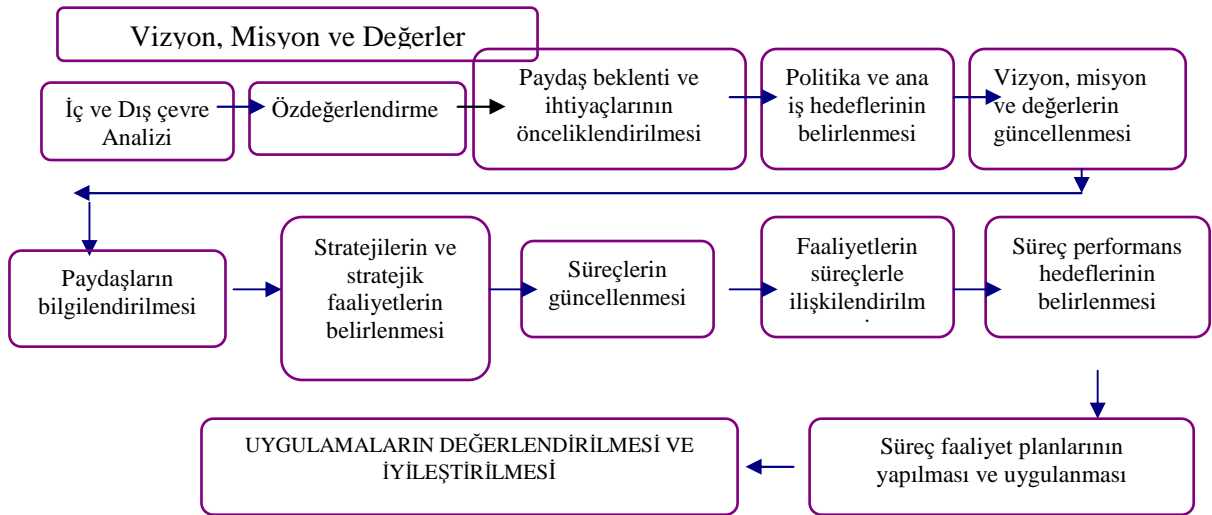 Vizyon, Misyon ve Değerler
İç ve Dış çevre
Analizi
Özdeğerlendirme
Paydaş beklenti ve
ihtiyaçlarının
önceliklendirilmesi
Politika ve ana
iş hedeflerinin
belirlenmesi
Vizyon, misyon
ve değerlerin
güncellenmesi
Paydaşların
bilgilendirilmesi
Stratejilerin ve
stratejik
faaliyetlerin
belirlenmesi
Süreçlerin
güncellenmesi
Faaliyetlerin
süreçlerle
ilişkilendirilm
Süreç performans
hedeflerinin
belirlenmesi
Süreç faaliyet planlarının
yapılması ve uygulanması
UYGULAMALARIN DEĞERLENDİRİLMESİ VE
İYİLEŞTİRİLMESİ